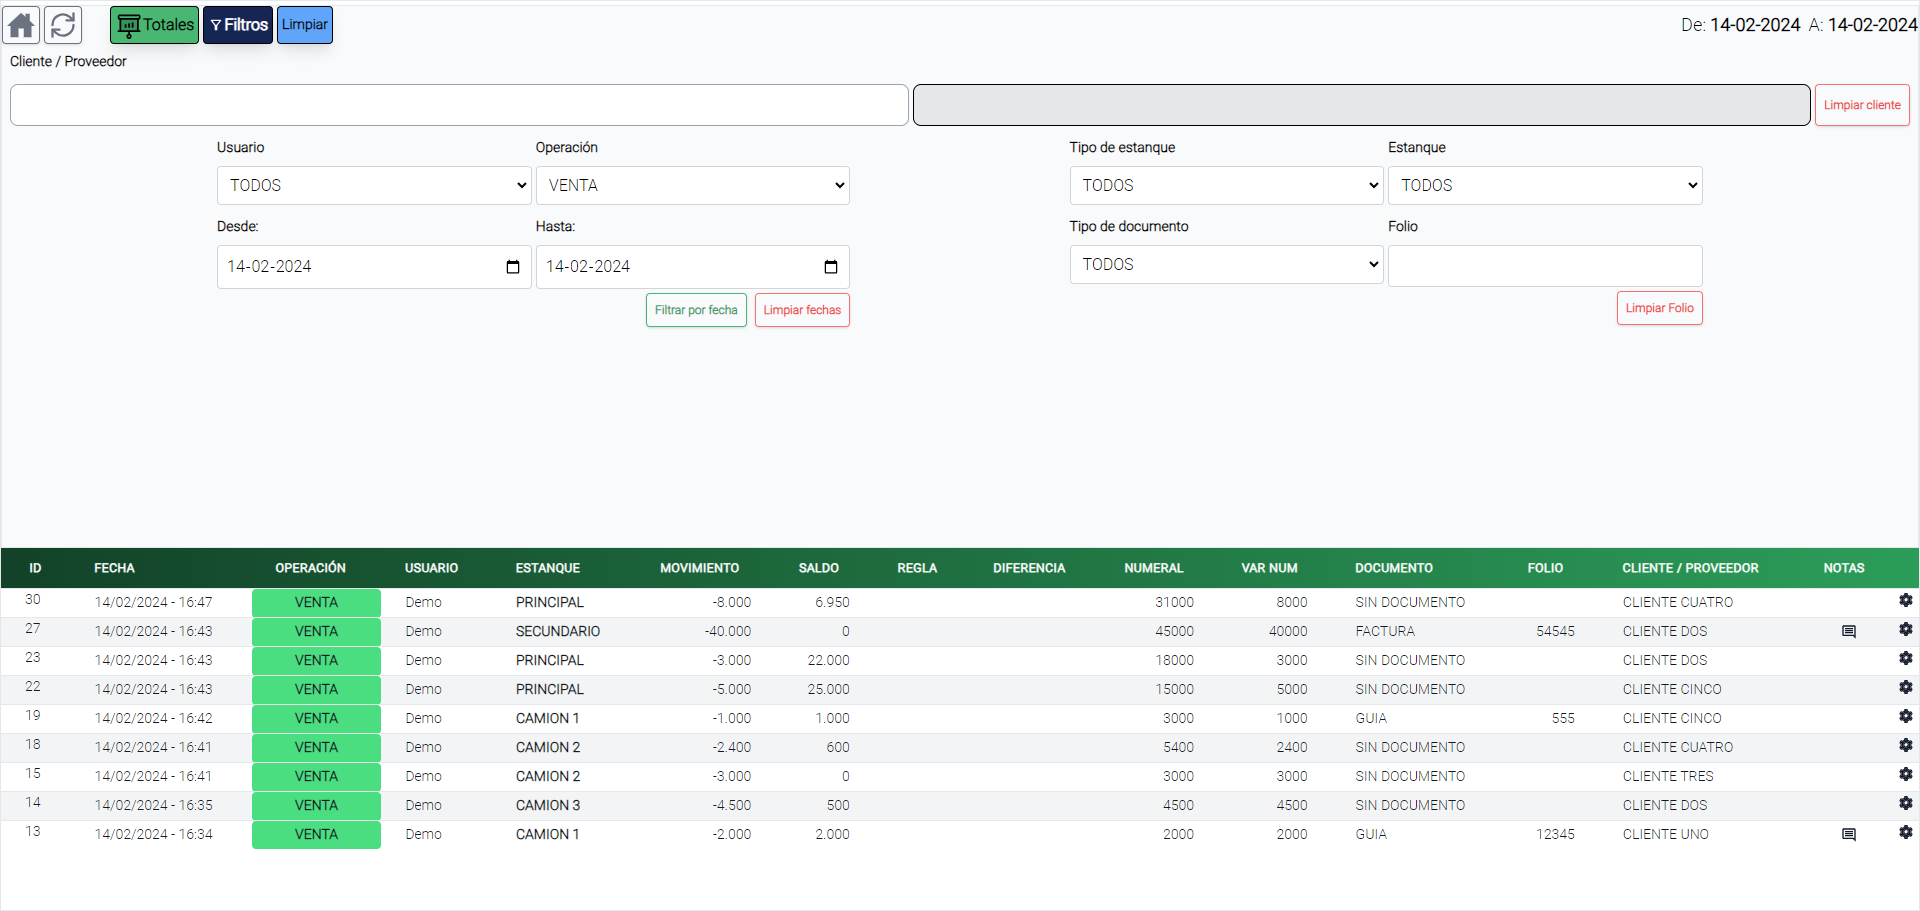 Totales Filtros Limpiar De: 14-02-2024 A: 14-02-2024
Cliente / Proveedor
Limpiar cliente
Usuario Operación Tipo de estanque Estanque
TODOS VENTA TODOS TODOS
Desde: Hasta: Tipo de documento Folio
14-02-2024 14-02-2024 TODOS
Filtrar por fecha Limpiar fechas Limpiar Folio
ID FECHA OPERACIÓN USUARIO ESTANQUE MOVIMIENTO SALDO REGLA DIFERENCIA NUMERAL VAR NUM DOCUMENTO FOLIO CLIENTE / PROVEEDOR NOTAS
30 14/02/2024 - 16:47 VENTA Demo PRINCIPAL -8.000 6.950 31000 8000 SIN DOCUMENTO CLIENTE CUATRO
27 14/02/2024 - 16:43 VENTA Demo SECUNDARIO -40.000 0 45000 40000 FACTURA 54545 CLIENTE DOS
23 14/02/2024 - 16:43 VENTA Demo PRINCIPAL -3.000 22.000 18000 3000 SIN DOCUMENTO CLIENTE DOS
22 14/02/2024 - 16:43 VENTA Demo PRINCIPAL -5.000 25.000 15000 5000 SIN DOCUMENTO CLIENTE CINCO
19 14/02/2024 - 16:42 VENTA Demo CAMION 1 -1.000 1.000 3000 1000 GUIA 555 CLIENTE CINCO
18 14/02/2024 - 16:41 VENTA Demo CAMION 2 -2.400 600 5400 2400 SIN DOCUMENTO CLIENTE CUATRO
15 14/02/2024 - 16:41 VENTA Demo CAMION 2 -3.000 0 3000 3000 SIN DOCUMENTO CLIENTE TRES
14 14/02/2024 - 16:35 VENTA Demo CAMION 3 -4.500 500 4500 4500 SIN DOCUMENTO CLIENTE DOS
13 14/02/2024 - 16:34 VENTA Demo CAMION 1 -2.000 2.000 2000 2000 GUIA 12345 CLIENTE UNO